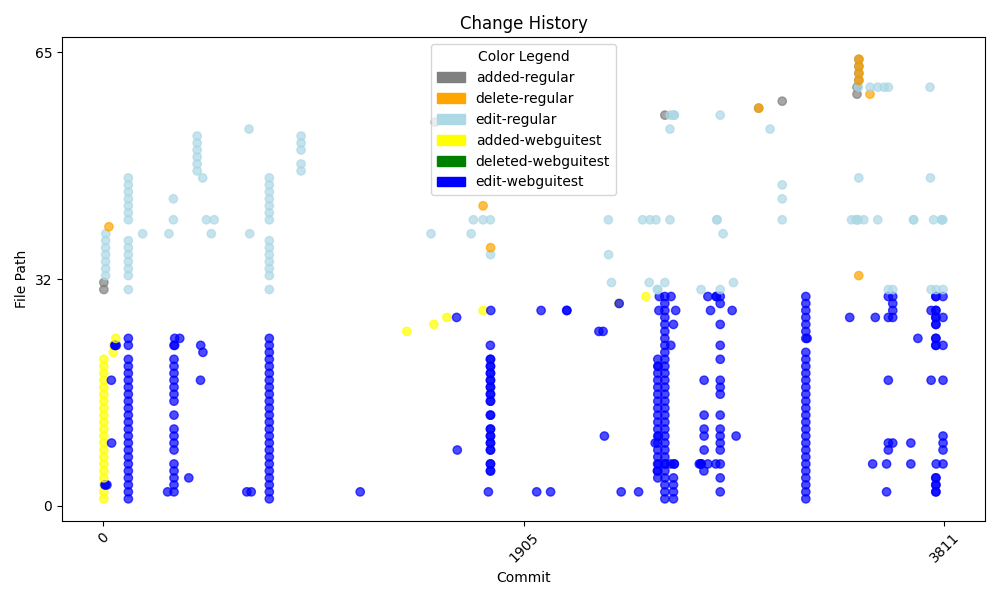 Change History
65
32
0
File Path
Color Legend
added-regular
delete-regular
edit-regular
added-webguitest
deleted-webguitest
edit-webguitest
0
1905
3811
Commit